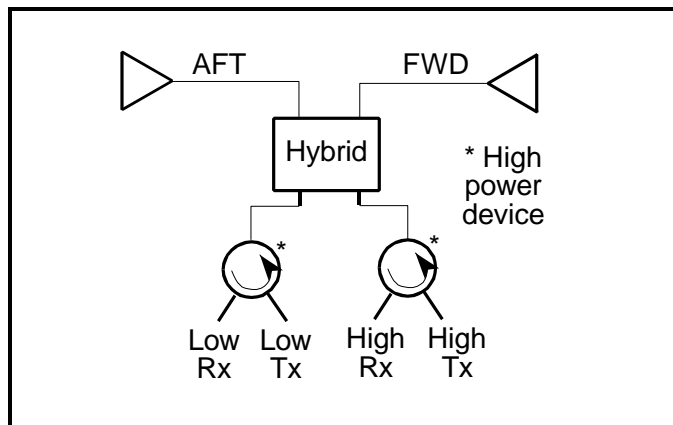 AFT
FWD
Hybrid
* High
power
device
*
*
Low
Rx
Low
Tx
High
Rx
High
Tx